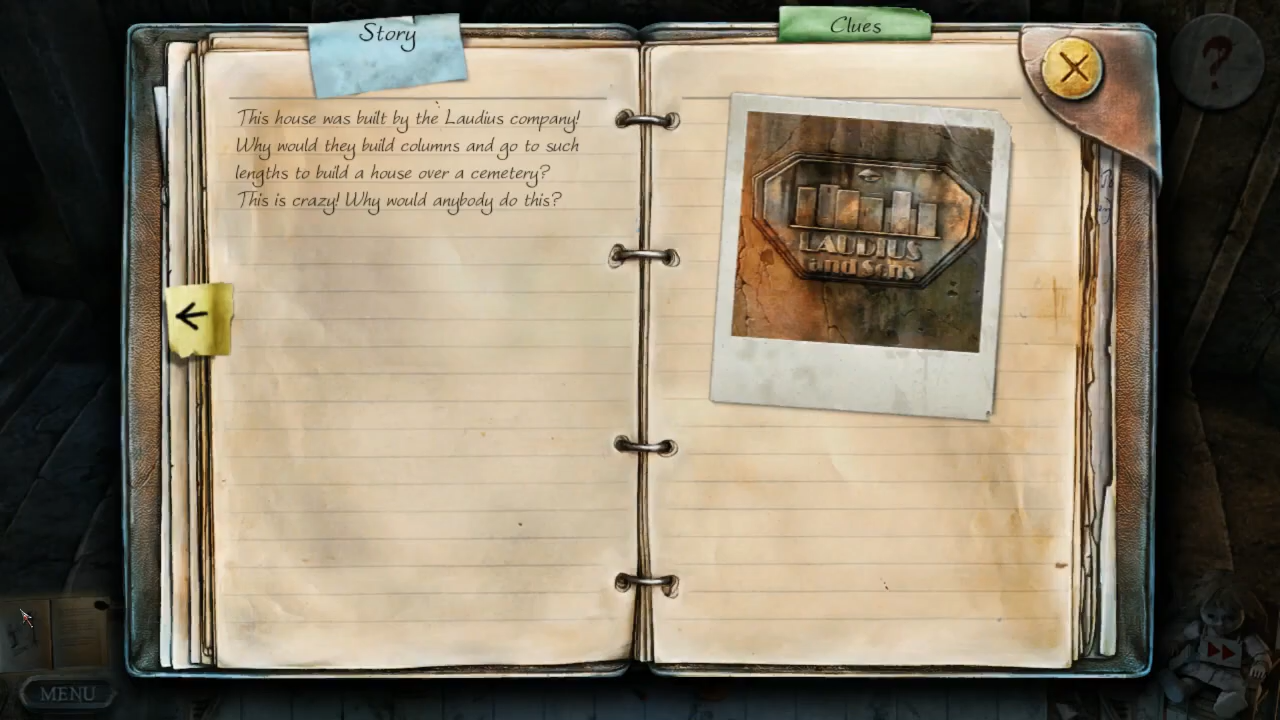 Story
This house was built by the Laudius company!
Why would they build columns and go to such
lengths to build a house over a cemetery?
This is crazy! Why would anybody do this?
Clues
LAUDIUS
and Sons
?
MENU